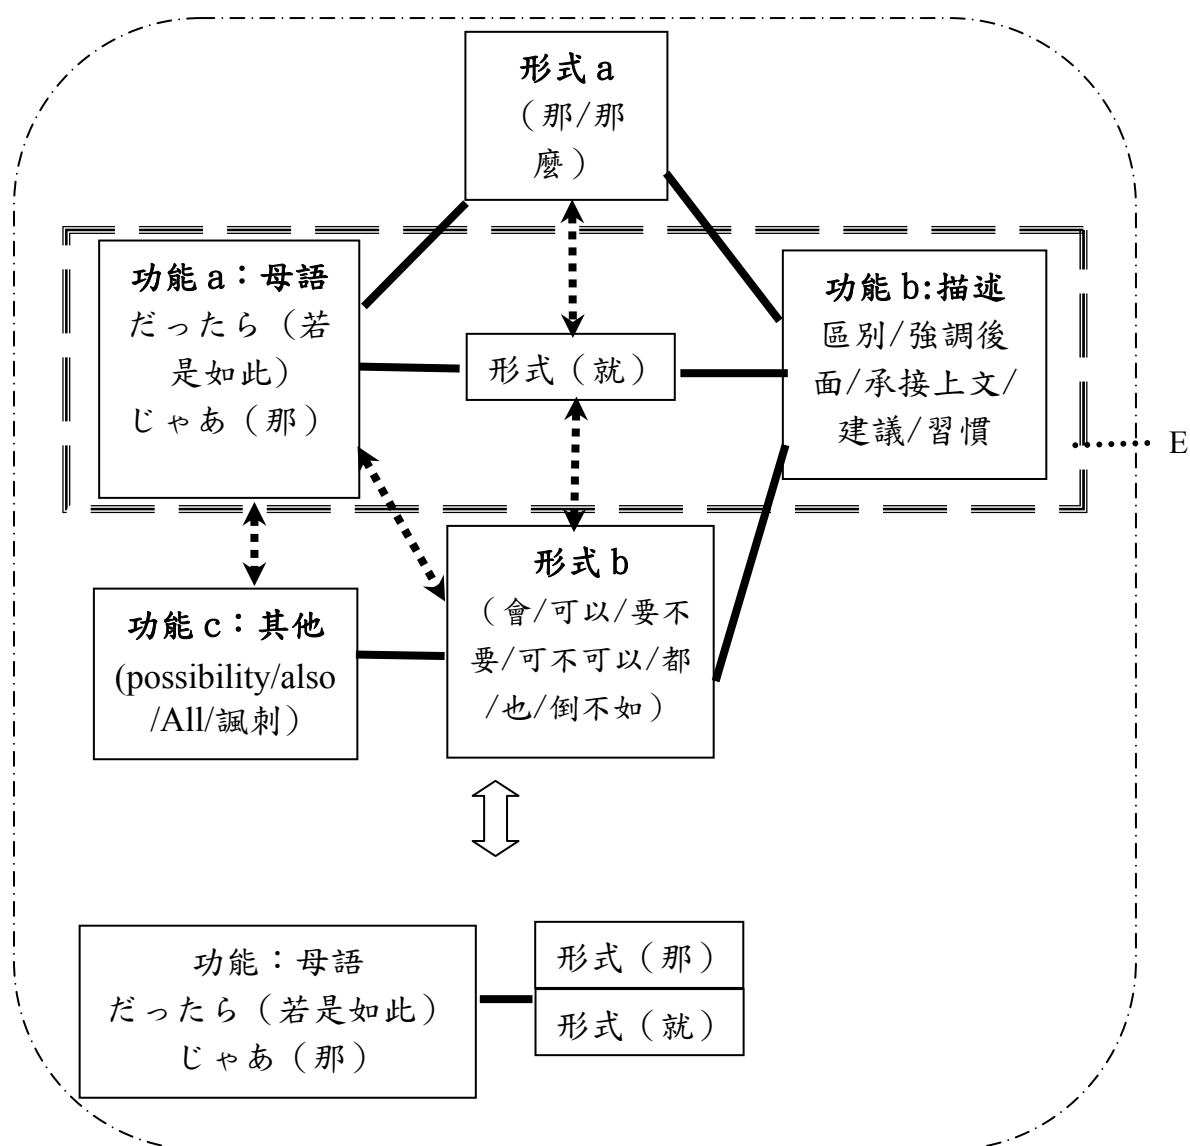 形式 a
（那/那
麼）
功能 a：母語
だったら（若
是如此）
じゃあ（那）
形式（就）
功能 b:描述
區別/強調後
面/承接上文/
建議/習慣
E
功能 c：其他
(possibility/also
/All/諷刺）
形式 b
（會/可以/要不
要/可不可以/都
/也/倒不如）
功能：母語
だったら（若是如此）
じゃあ（那）
形式（那）
形式（就）